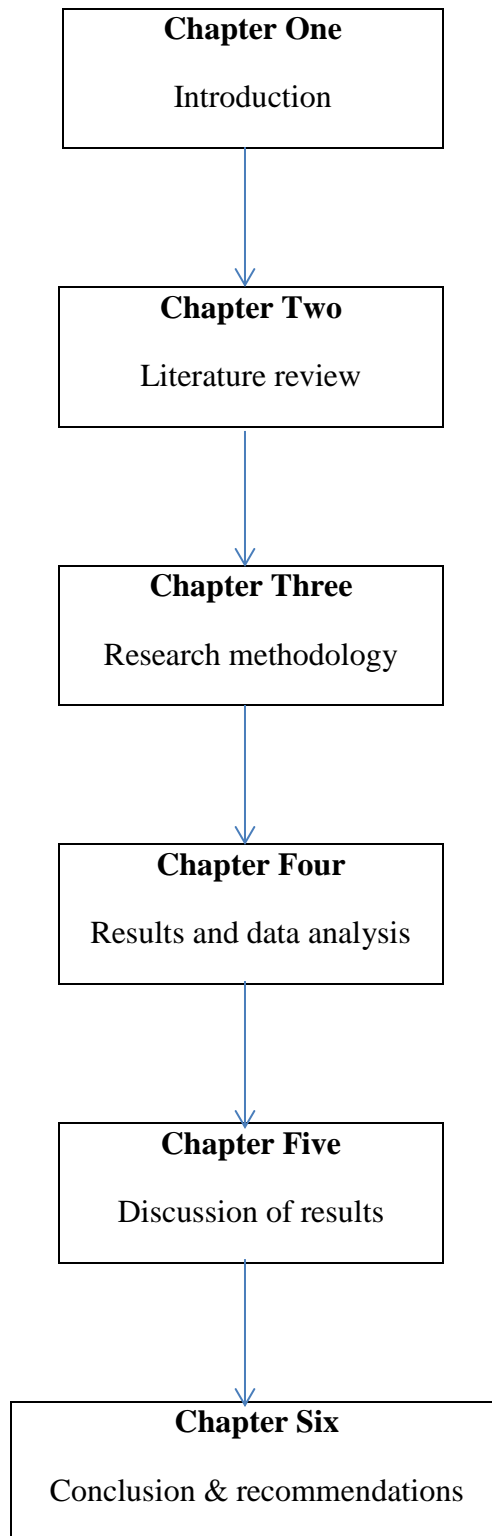 Chapter One
Introduction
Chapter Two
Literature review
Chapter Three
Research methodology
Chapter Four
Results and data analysis
Chapter Five
Discussion of results
Chapter Six
Conclusion & recommendations